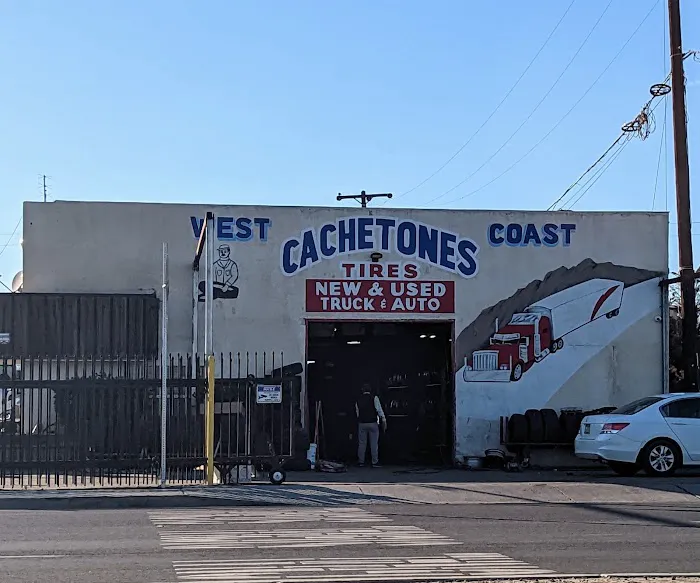 WEST
COAST
CACHETONES
TIRES
NEW & USED
TRUCK & AUTO